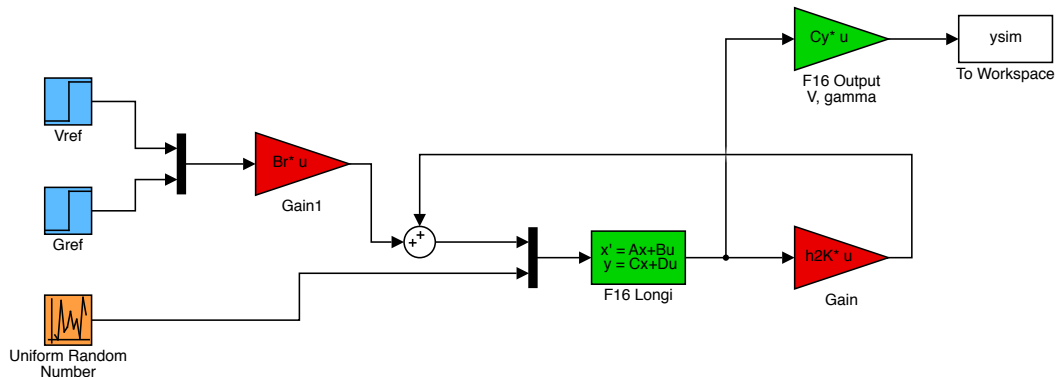 Cy* u
ysim
F16 Output
V, gamma
To Workspace
Vref
Br* u
Gain1
Gref
++
x' = Ax+Bu
y = Cx+Du
F16 Longi
h2K* u
Gain
Uniform Random
Number